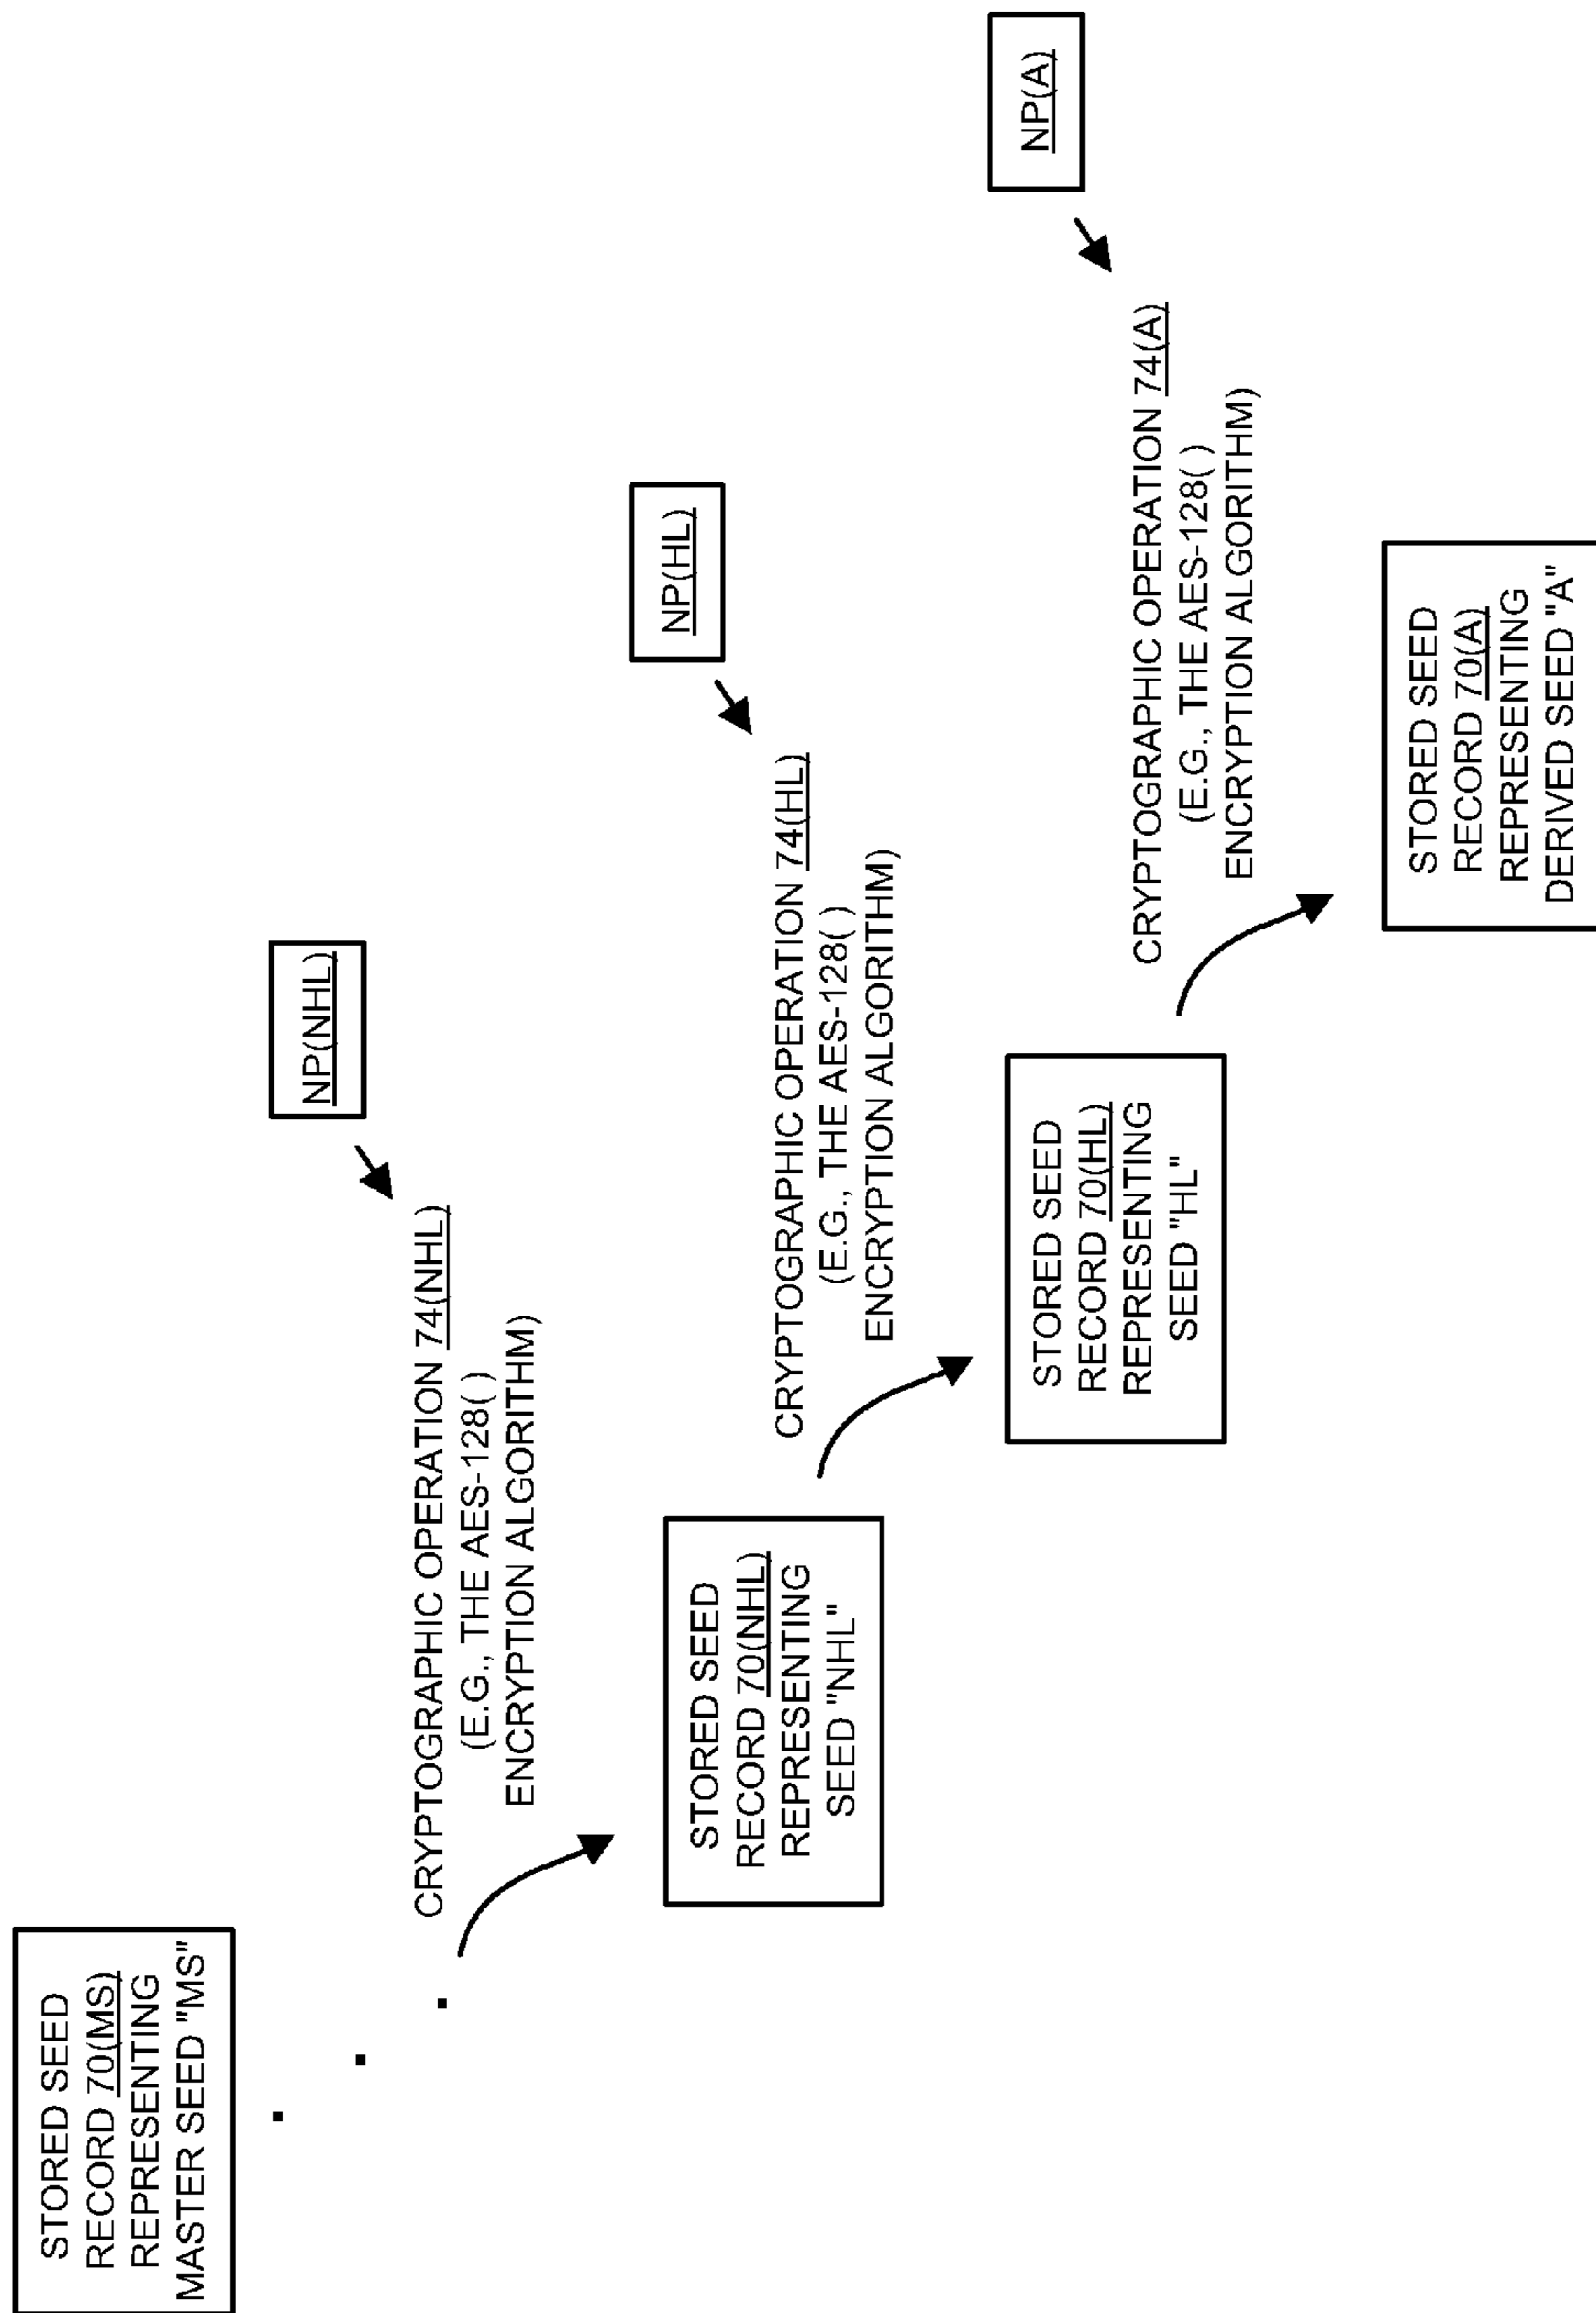 STORED SEED
RECORD 70(MS)
REPRESENTING
MASTER SEED "MS"
NP(NHL)
CRYPTOGRAPHIC OPERATION 74(NHL)
(E.G., THE AES-128( )
ENCRYPTION ALGORITHM)
STORED SEED
RECORD 70(NHL)
REPRESENTING
SEED "NHL"
NP(HL)
CRYPTOGRAPHIC OPERATION 74(HL)
(E.G., THE AES-128( )
ENCRYPTION ALGORITHM)
STORED SEED
RECORD 70(HL)
REPRESENTING
SEED "HL"
NP(A)
CRYPTOGRAPHIC OPERATION 74(A)
(E.G., THE AES-128( )
ENCRYPTION ALGORITHM)
STORED SEED
RECORD 70(A)
REPRESENTING
DERIVED SEED "A"